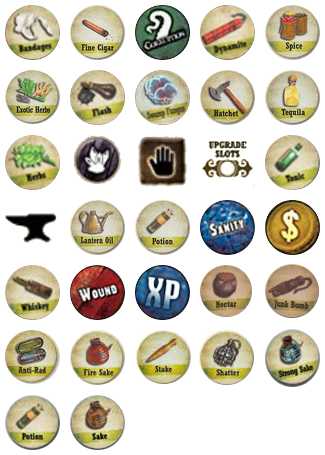 Bandages
Fine Cigar
Corruption
Dynamite
Spice
Exotic Herbs
Flash
Swamp Fungus
Hatchet
Tequila
Herbs
UPGRADE
SLOTS
Tonic
Lantern Oil
Potion
SANITY
$
Whiskey
WOUND
XP
Nectar
Junk Bomb
Anti-Rad
Fire Sake
Stake
Shatter
Strong Sake
Potion
Sake